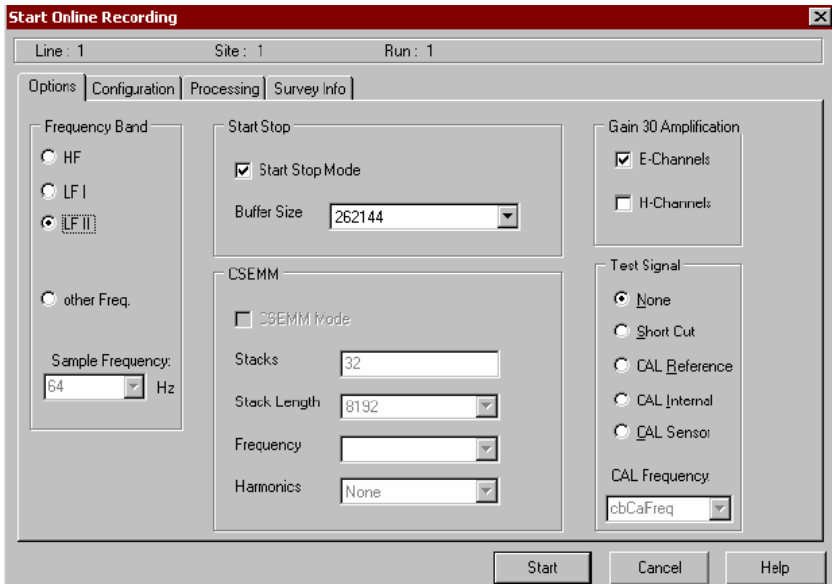 Start Online Recording
Line : 1 Site : 1 Run : 1
Options Configuration Processing Survey Info
Frequency Band
HF
LF I
LF II
other Freq.
Sample Frequency:
64 Hz
Start Stop
Start Stop Mode
Buffer Size 262144
CSEMM
CSEMM Mode
Stacks 32
Stack Length 8192
Frequency
Harmonics None
Gain 30 Amplification
E-Channels
H-Channels
Test Signal
None
Short Cut
CAL Reference
CAL Internal
CAL Sensor
CAL Frequency:
cbCaFreq
Start Cancel Help